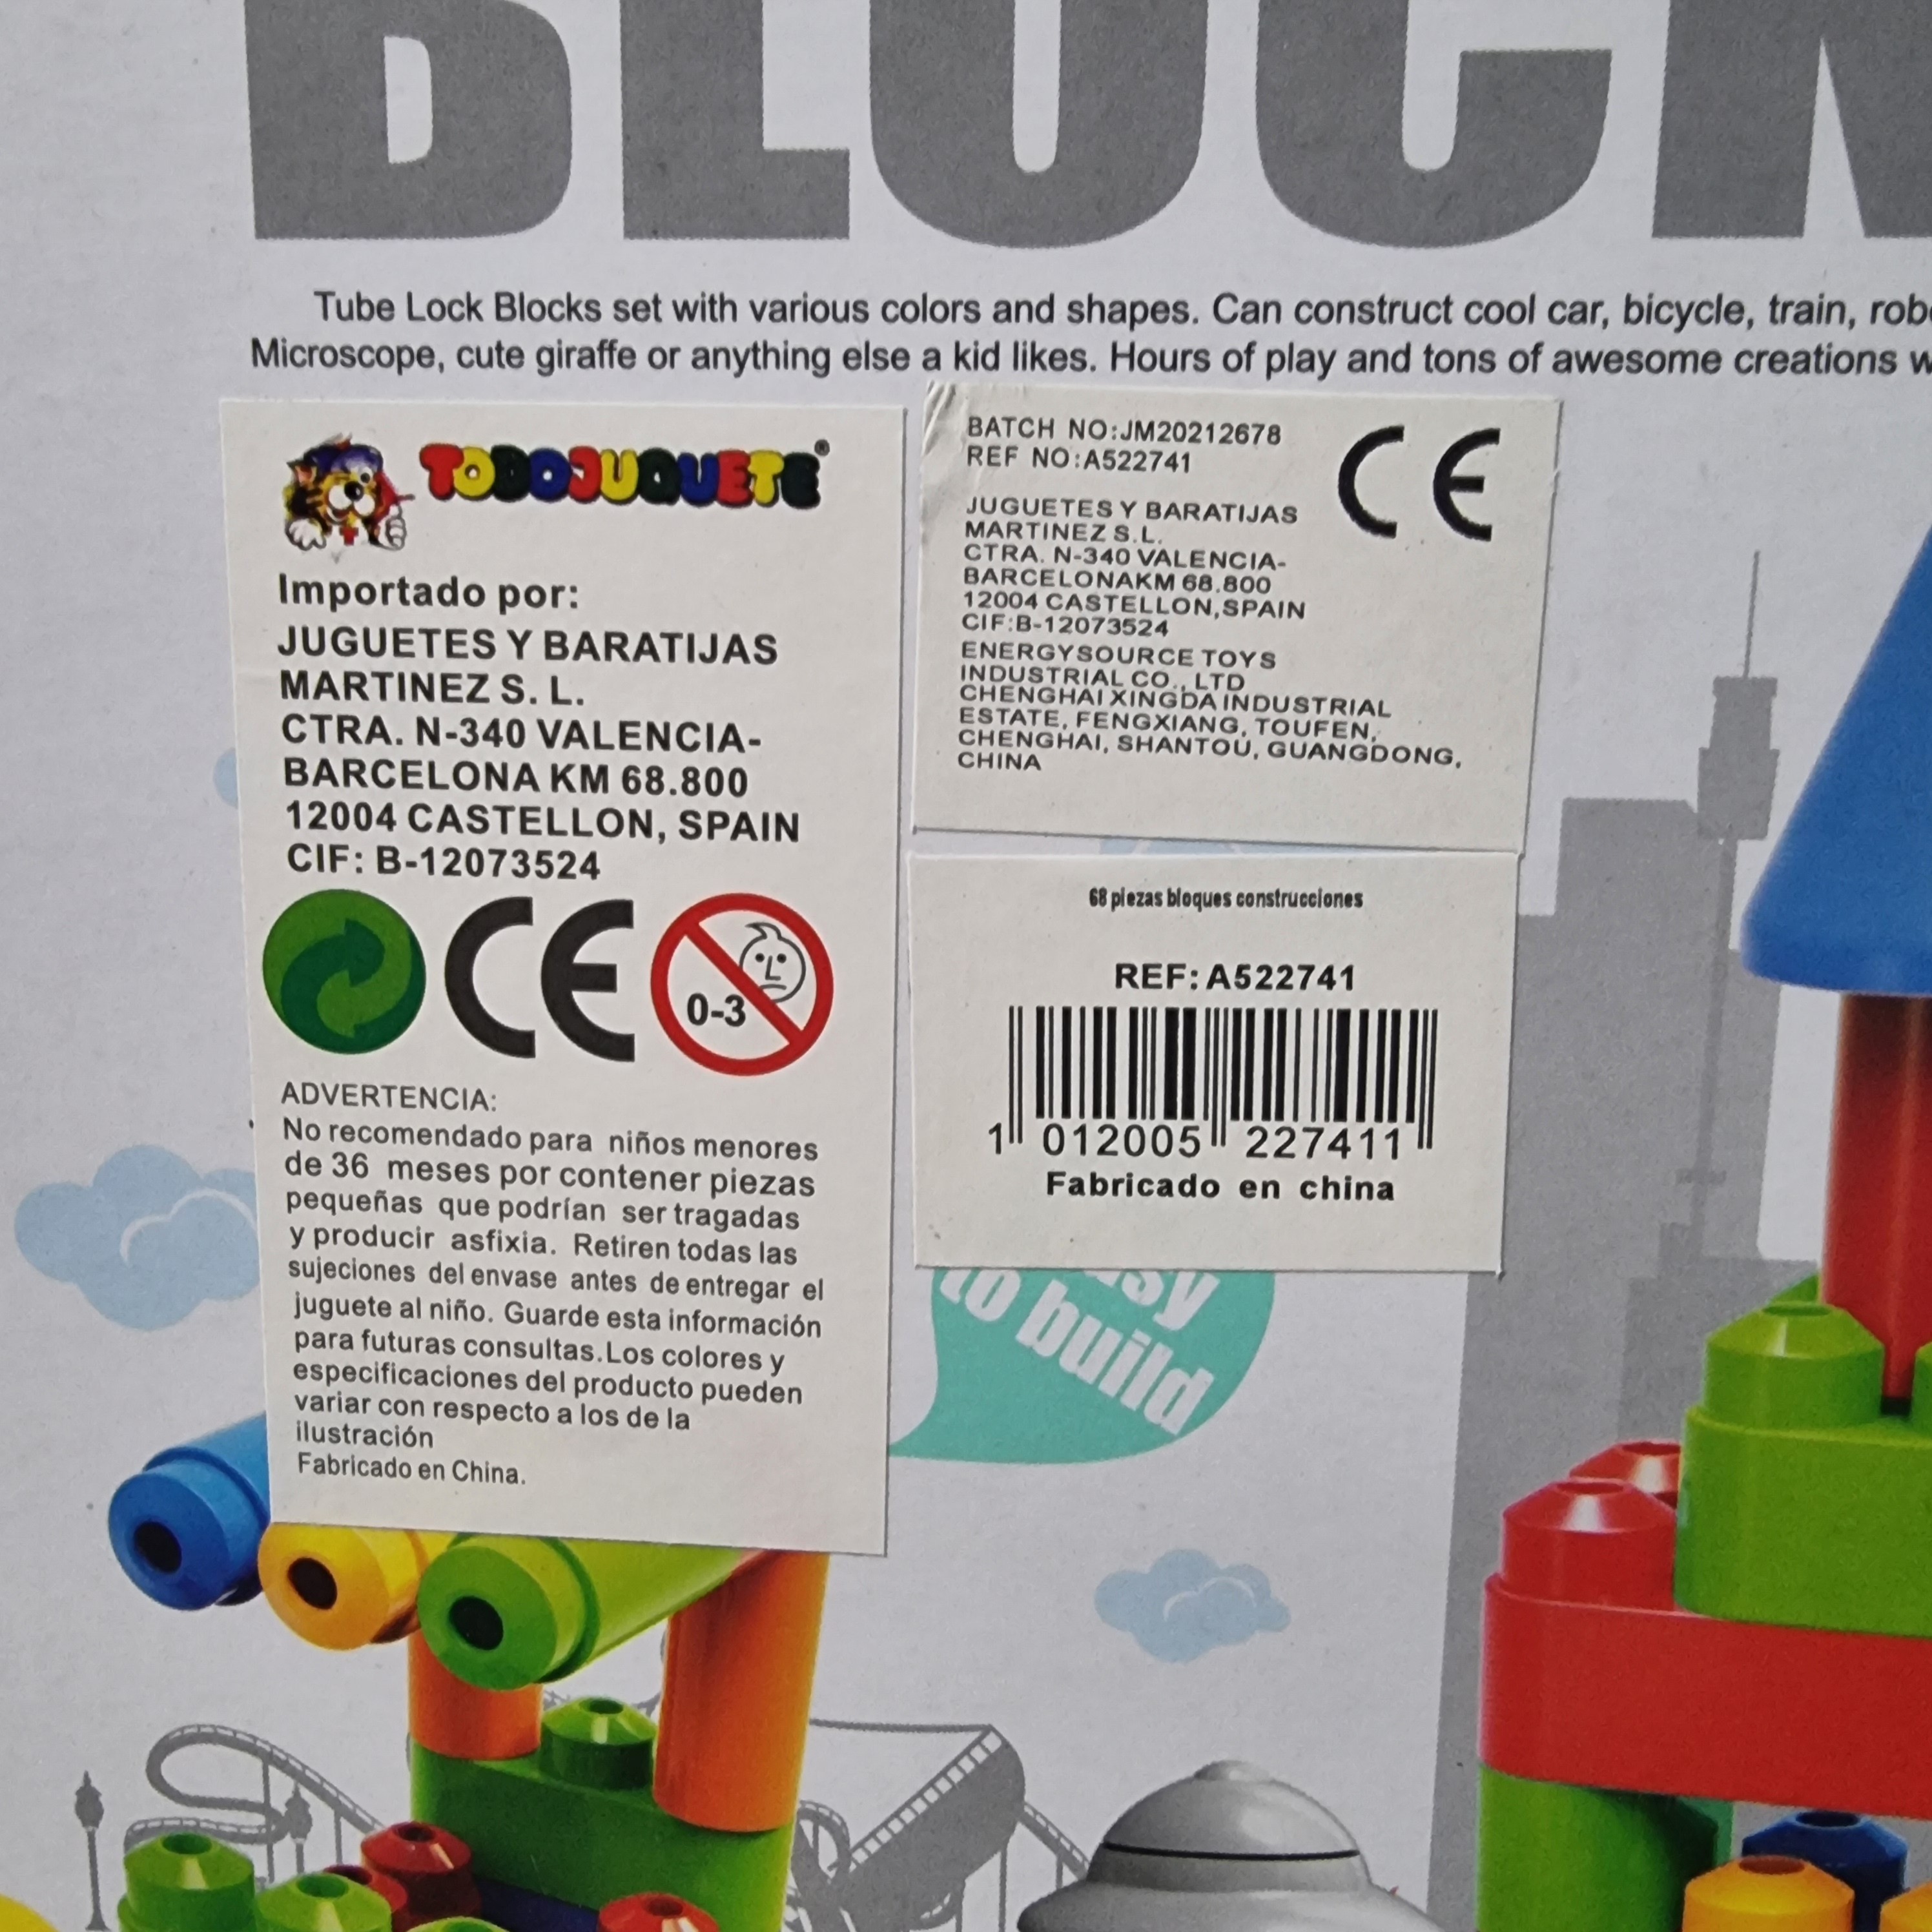 BLOCK
Tube Lock Blocks set with various colors and shapes. Can construct cool car, bicycle, train,
Microscope, cute giraffe or anything else a kid likes. Hours of play and tons of awesome creations
TODOJUQUETE®
Importado por:
JUGUETES Y BARATIJAS
MARTINEZ S. L.
CTRA. N-340 VALENCIA-
BARCELONA KM 68.800
12004 CASTELLON, SPAIN
CIF: B-12073524
CE
0-3
ADVERTENCIA:
No recomendado para niños menores
de 36 meses por contener piezas
pequeñas que podrían ser tragadas
y producir asfixia. Retiren todas las
sujeciones del envase antes de entregar el
juguete al niño. Guarde esta información
para futuras consultas.Los colores y
especificaciones del producto pueden
variar con respecto a los de la
ilustración
Fabricado en China.
BATCH NO:JM20212678
REF NO:A522741
CE
JUGUETES Y BARATIJAS
MARTINEZ S.L.
CTRA. N-340 VALENCIA-
BARCELONAKM 68.800
12004 CASTELLON,SPAIN
CIF:B-12073524
ENERGYSOURCE TOYS
INDUSTRIAL CO., LTD
CHENGHAI XINGDA INDUSTRIAL
ESTATE, FENGXIANG, TOUFEN,
CHENGHAI, SHANTOU, GUANGDONG,
CHINA
68 piezas bloques construcciones
REF: A522741
1 012005 227411
Fabricado en china
to build